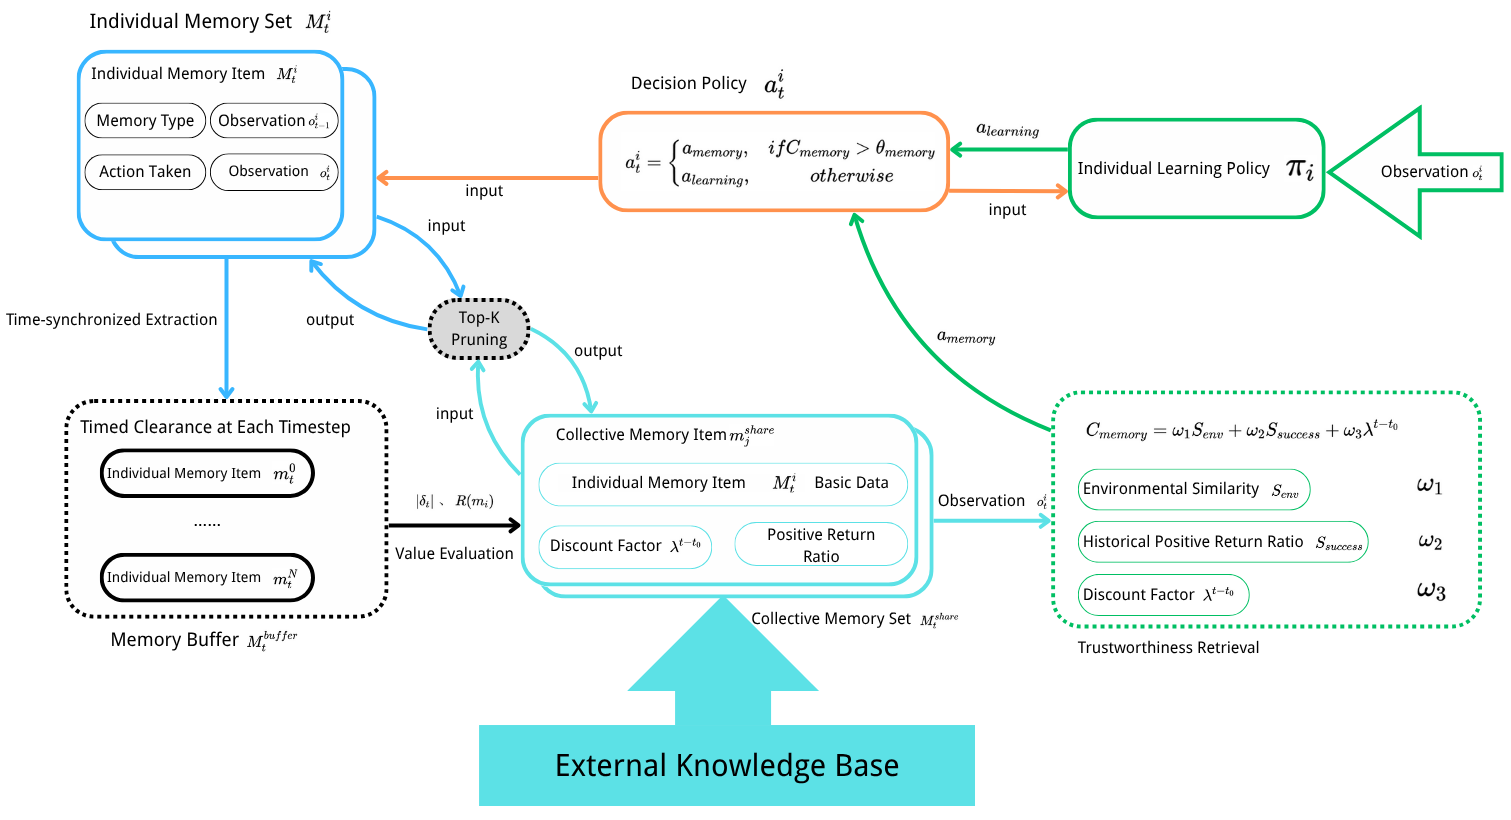 Individual Memory Set $M_t^i$
Individual Memory Item $M_t^i$
Memory Type
Observation $o_{t-1}^i$
Action Taken
Observation $o_t^i$
Decision Policy $a_t^i$
$a_t^i = \begin{cases} a_{memory}, & if C_{memory} > \theta_{memory} \\ a_{learning}, & otherwise \end{cases}$
$a_{learning}$
Individual Learning Policy $\pi_i$
Observation $o_t^i$
input
input
input
output
Time-synchronized Extraction
Top-K
Pruning
output
input
$a_{memory}$
Timed Clearance at Each Timestep
Individual Memory Item $m_t^0$
......
Individual Memory Item $m_t^N$
Memory Buffer $M_t^{buffer}$
$|\delta_t|$ 、 $R(m_i)$
Value Evaluation
Collective Memory Item $m_j^{share}$
Individual Memory Item $M_t^i$ Basic Data
Discount Factor $\lambda^{t-t_0}$
Positive Return
Ratio
Collective Memory Set $M_t^{share}$
Observation $o_t^i$
$C_{memory} = \omega_1 S_{env} + \omega_2 S_{success} + \omega_3 \lambda^{t-t_0}$
Environmental Similarity $S_{env}$ $\omega_1$
Historical Positive Return Ratio $S_{success}$ $\omega_2$
Discount Factor $\lambda^{t-t_0}$ $\omega_3$
Trustworthiness Retrieval
External Knowledge Base